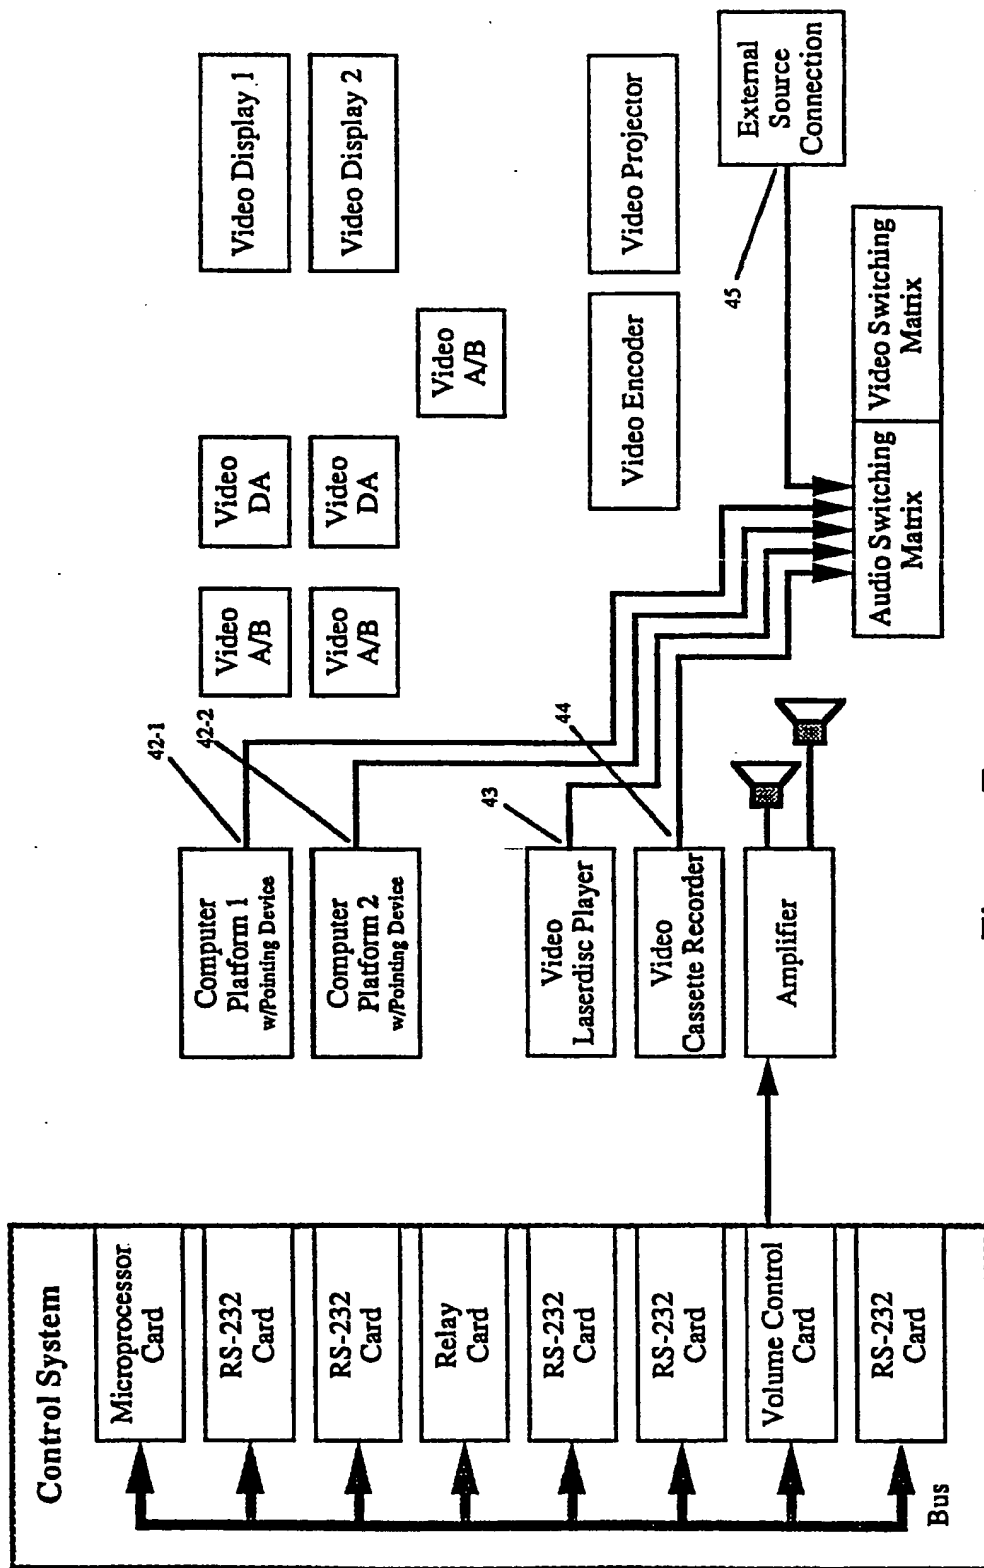 Control System
Microprocessor
Card
RS-232
Card
RS-232
Card
Relay
Card
RS-232
Card
RS-232
Card
Volume Control
Card
RS-232
Card
Bus
Computer
Platform 1
w/Pointing Device
Computer
Platform 2
w/Pointing Device
Video
Laserdisc Player
Video
Cassette Recorder
Amplifier
42-1
42-2
43
44
Video
A/B
Video
A/B
Video
DA
Video
DA
Video
A/B
Video Display 1
Video Display 2
Video Encoder
Video Projector
45
External
Source
Connection
Audio Switching
Matrix
Video Switching
Matrix